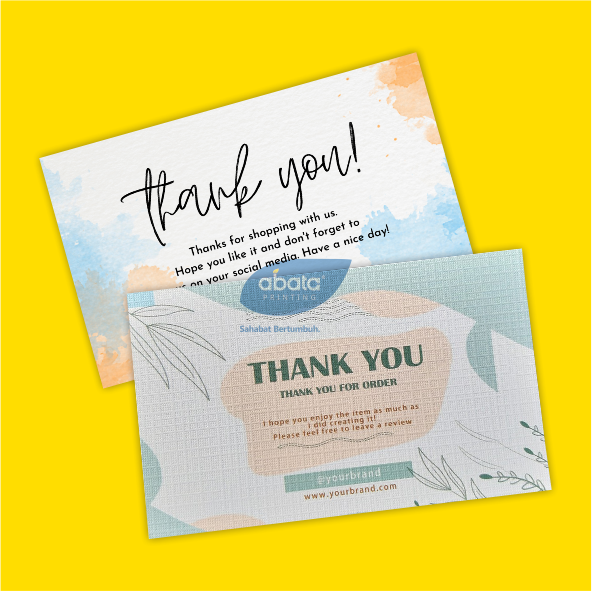 thank you!
Thanks for shopping with us.
Hope you like it and don't forget to
us on your social media. Have a nice day!
abata
PRINTING
Sahabat Bertumbuh.
THANK YOU
THANK YOU FOR ORDER
I hope you enjoy the item as much as
I did creating it!
Please feel free to leave a review
@yourbrand
www.yourbrand.com